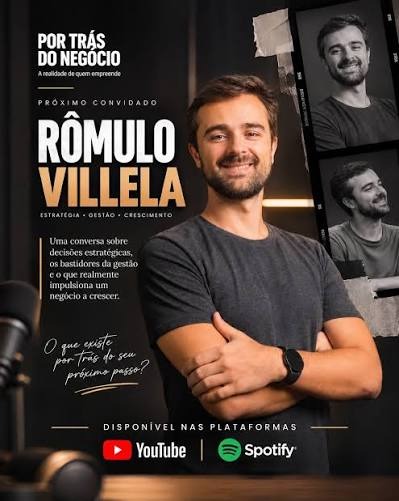 POR TRÁS
DO NEGÓCIO
A realidade de quem empreende
PRÓXIMO CONVIDADO
RÔMULO
VILLELA
ESTRATÉGIA • GESTÃO • CRESCIMENTO
Uma conversa sobre
decisões estratégicas,
os bastidores da gestão
e o que realmente
impulsiona um
negócio a crescer.
O que existe
por trás do seu
próximo passo?
DISPONÍVEL NAS PLATAFORMAS
YouTube
Spotify